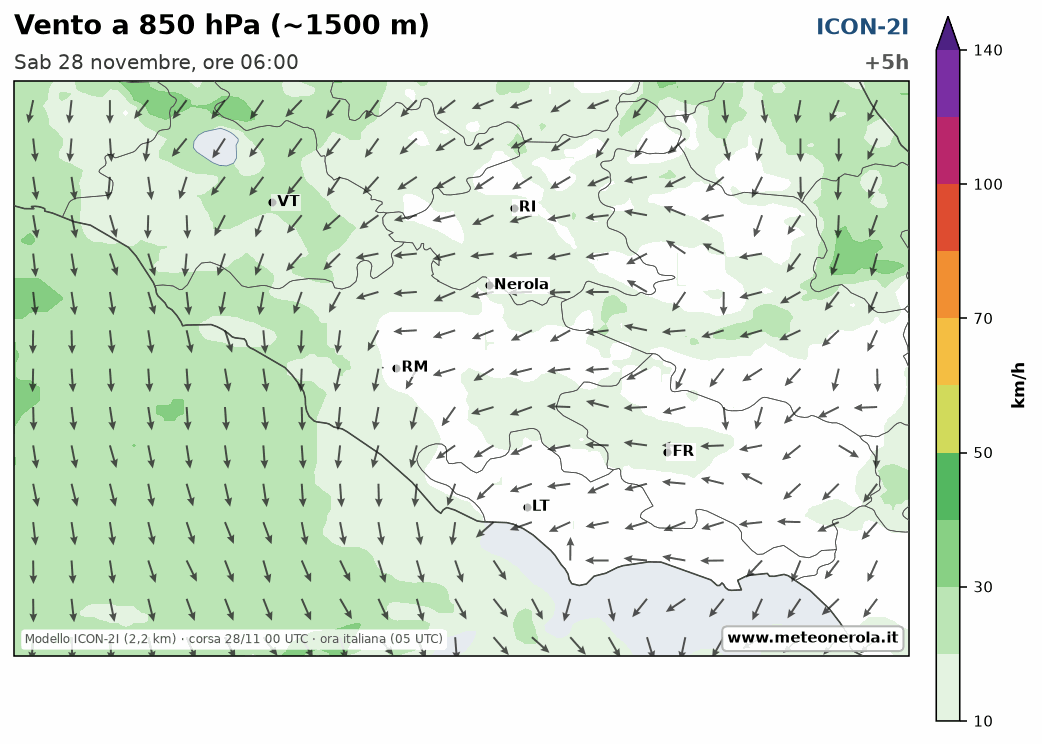 Vento a 850 hPa (~1500 m)
ICON-2I
Sab 28 novembre, ore 06:00
+5h
VT
RI
Nerola
RM
FR
LT
Modello ICON-2I (2,2 km) · corsa 28/11 00 UTC · ora italiana (05 UTC)
www.meteonerola.it
140
100
70
50
30
10
km/h